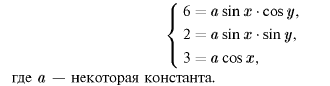 6 = a sin x · cos y,
2 = a sin x · sin y,
3 = a cos x,
где a — некоторая константа.